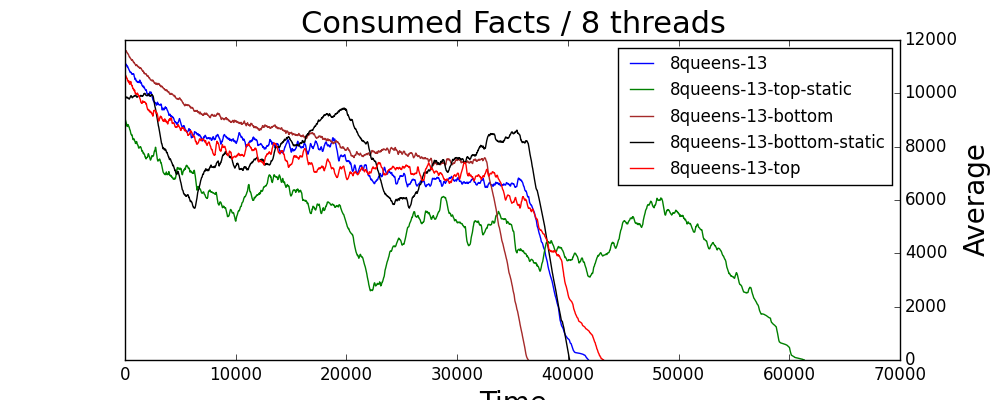 Consumed Facts / 8 threads
12000
10000
8000
6000
4000
2000
0
Average
8queens-13
8queens-13-top-static
8queens-13-bottom
8queens-13-bottom-static
8queens-13-top
0 10000 20000 30000 40000 50000 60000 70000
Time